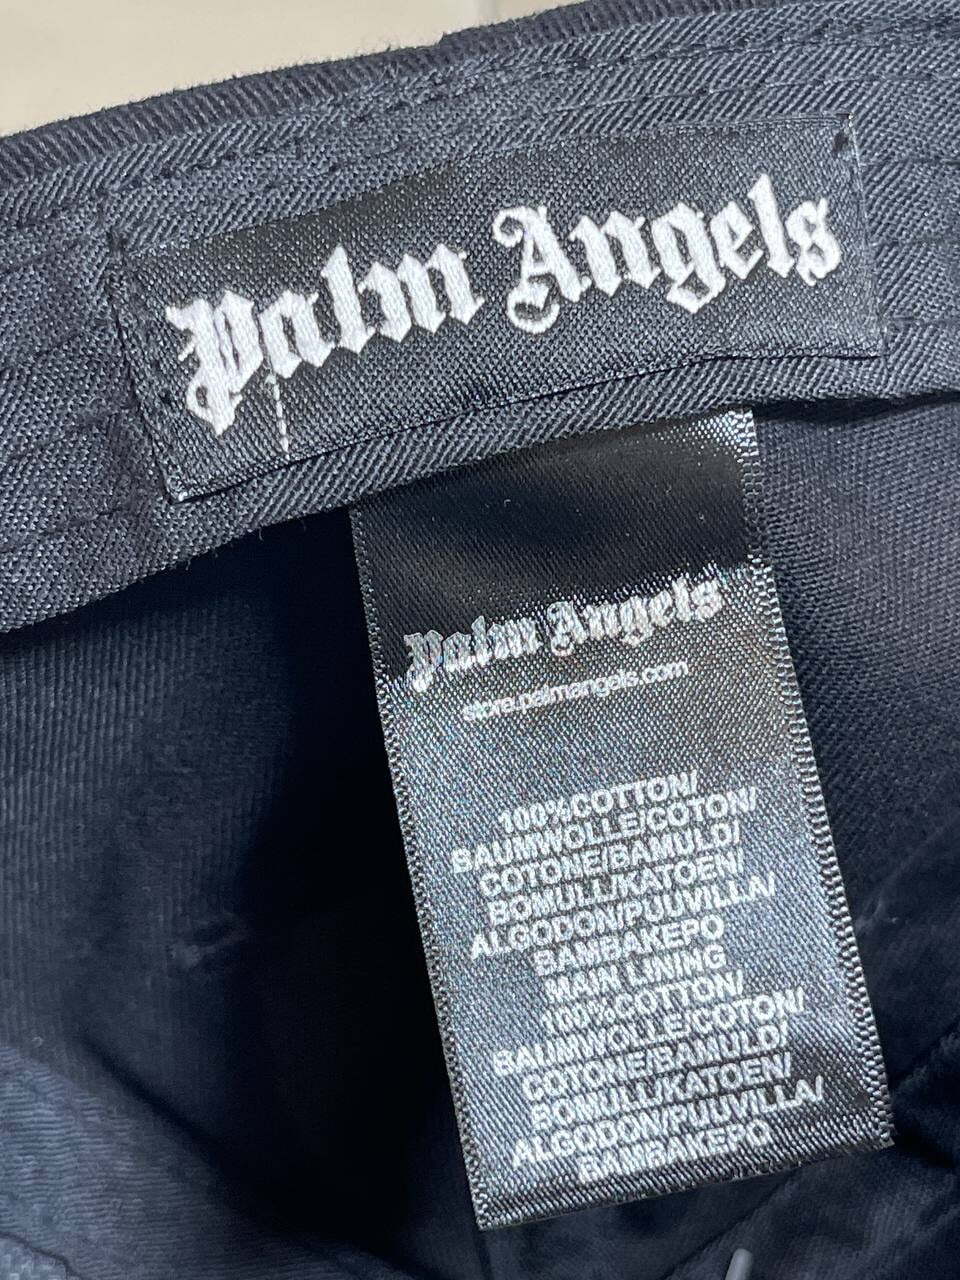 Palm Angels
Palm Angels
store.palmangels.com
100%COTTON/
BAUMWOLLE/COTON/
COTONE/BAMULD/
BOMULL/KATOEN/
ALGODON/PUUVILLA/
BAMBAKEPO
MAIN LINING
100%COTTON/
BAUMWOLLE/COTON/
COTONE/BAMULD/
BOMULL/KATOEN/
ALGODON/PUUVILLA/
BAMBAKEPO